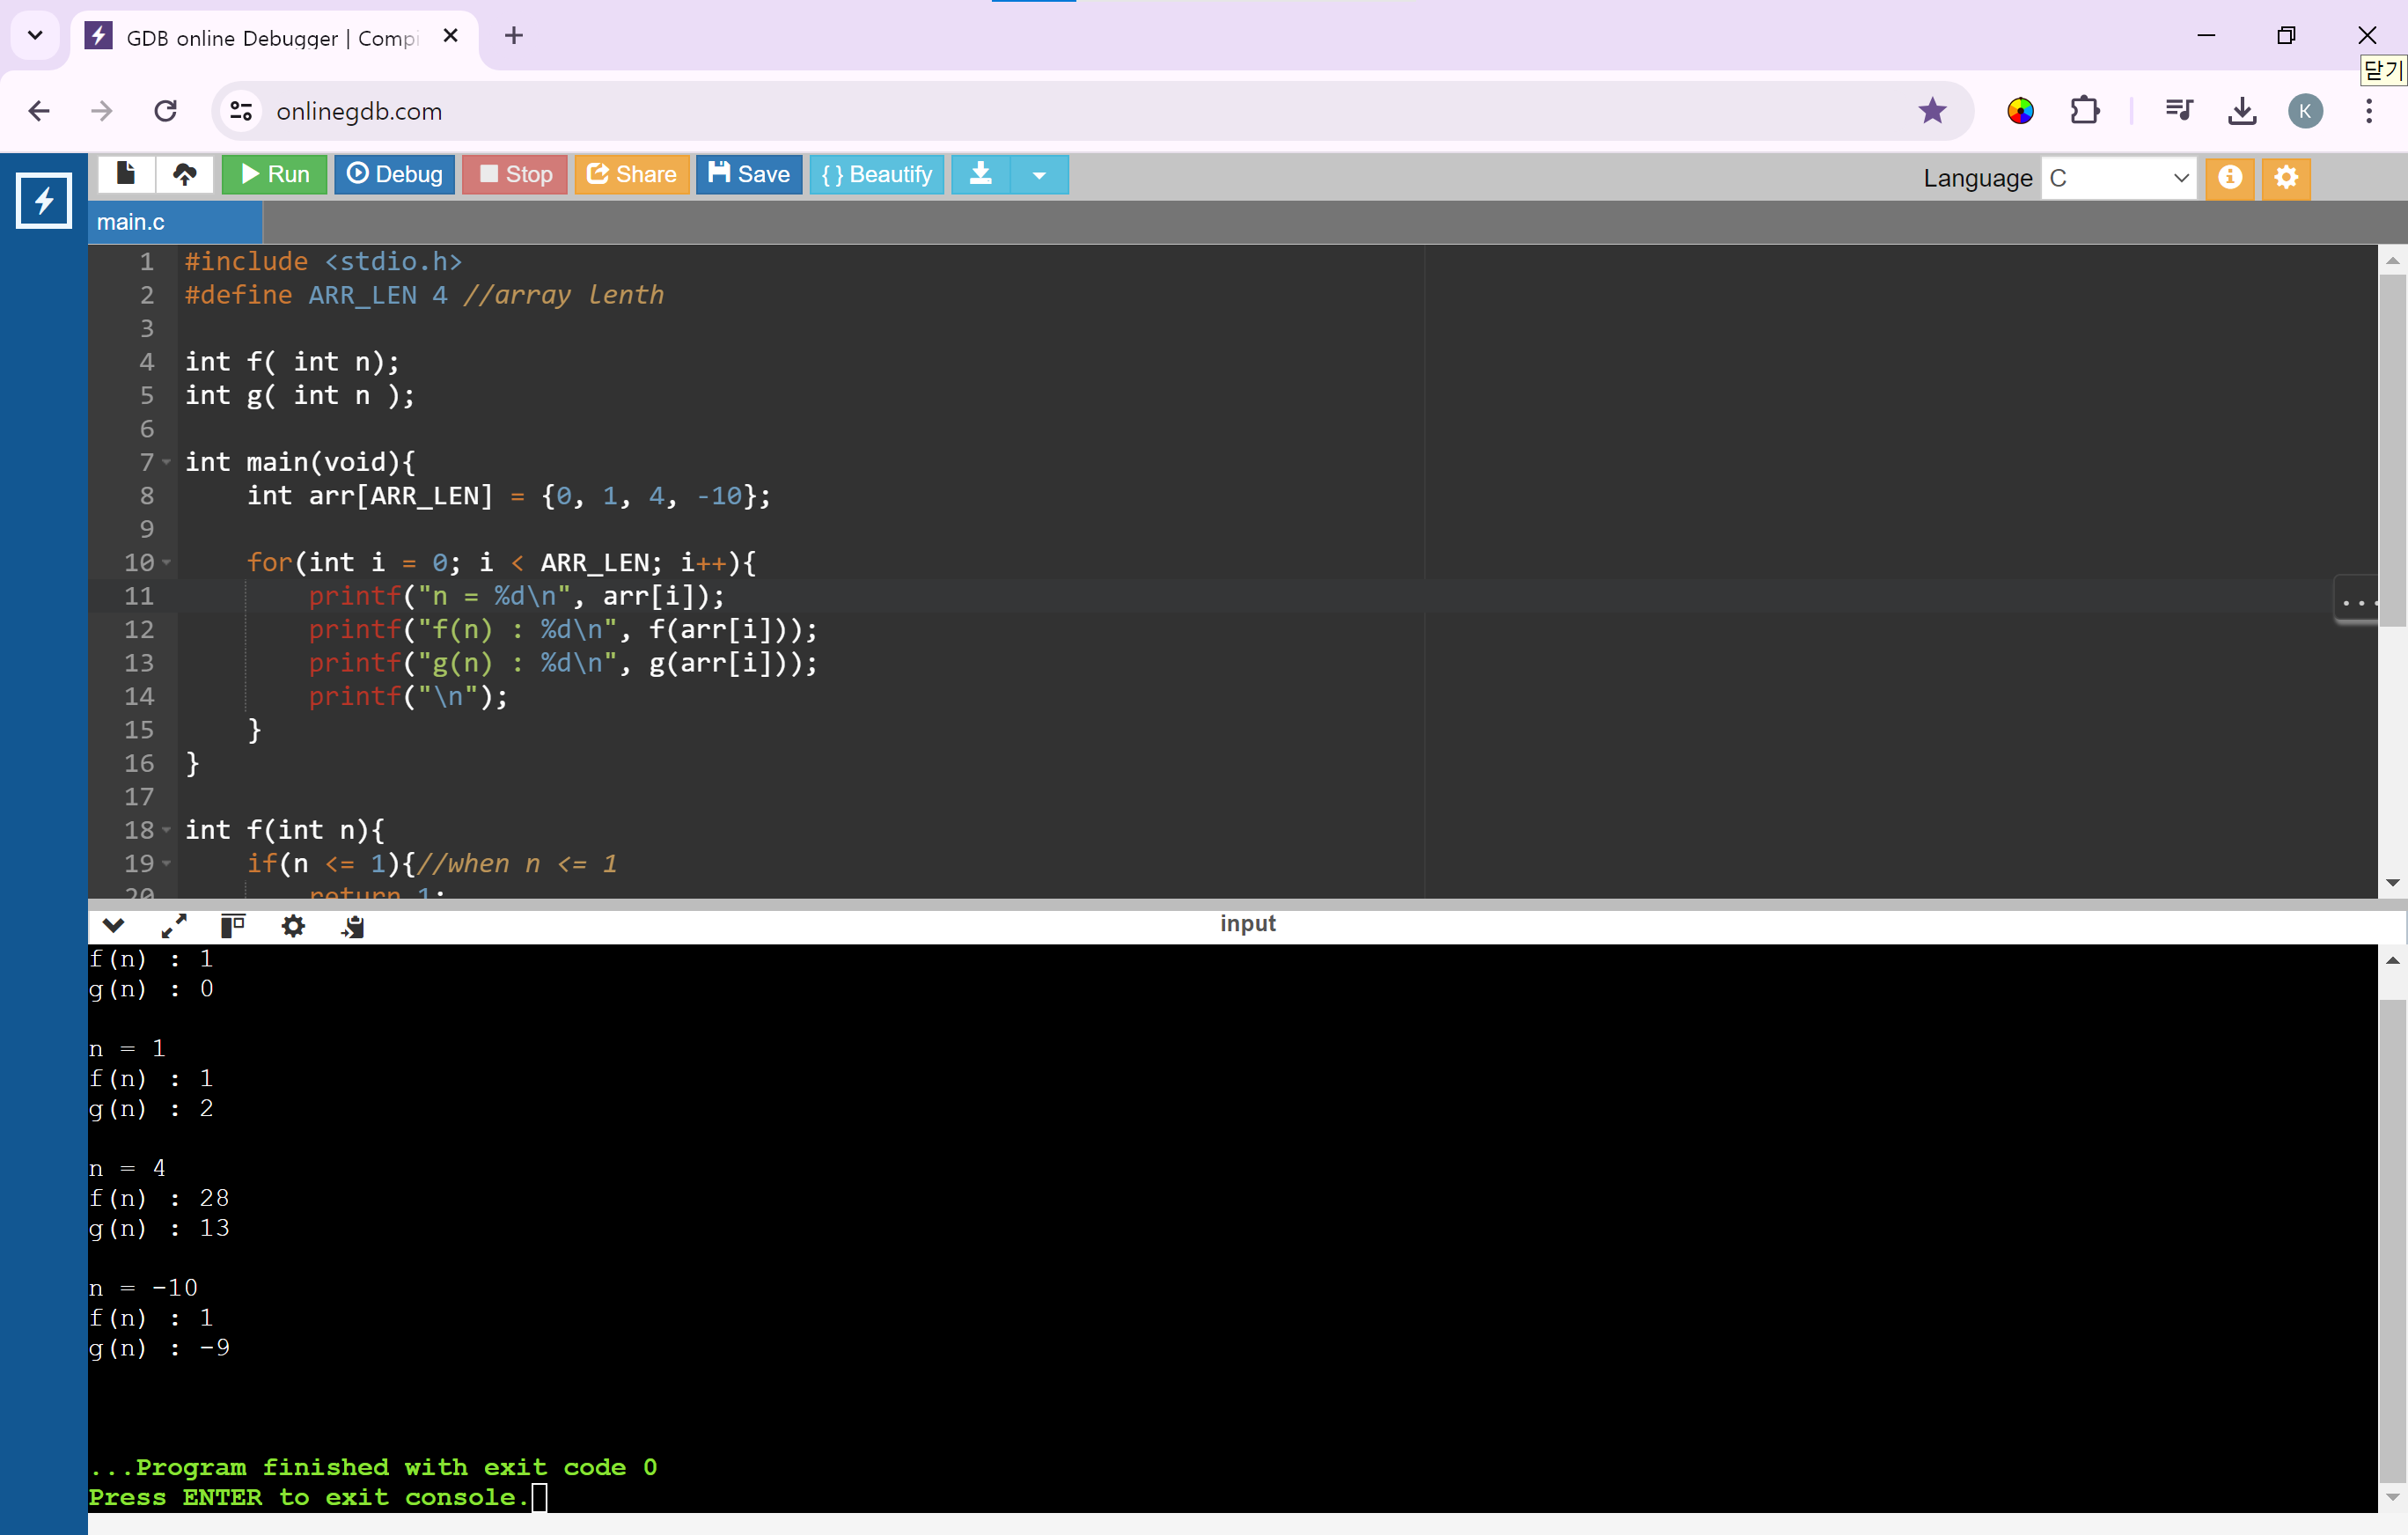 GDB online Debugger | Comp
닫기
onlinegdb.com
K
Run Debug Stop Share Save { } Beautify
Language C
main.c
1 #include <stdio.h>
2 #define ARR_LEN 4 //array lenth
3
4 int f( int n);
5 int g( int n );
6
7 int main(void){
8 int arr[ARR_LEN] = {0, 1, 4, -10};
9
10 for(int i = 0; i < ARR_LEN; i++){
11 printf("n = %d\n", arr[i]);
12 printf("f(n) : %d\n", f(arr[i]));
13 printf("g(n) : %d\n", g(arr[i]));
14 printf("\n");
15 }
16 }
17
18 int f(int n){
19 if(n <= 1){//when n <= 1
20 return 1;
input
f(n) : 1
g(n) : 0
n = 1
f(n) : 1
g(n) : 2
n = 4
f(n) : 28
g(n) : 13
n = -10
f(n) : 1
g(n) : -9
...Program finished with exit code 0
Press ENTER to exit console.